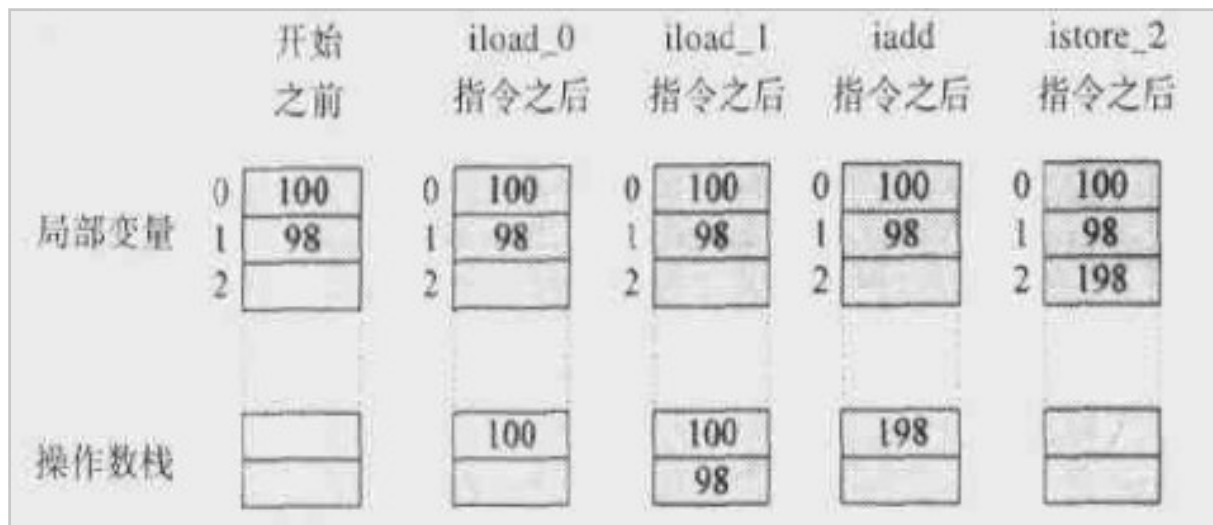 开始 iload_0 iload_1 iadd istore_2
之前 指令之后 指令之后 指令之后 指令之后
0 100 0 100 0 100 0 100 0 100
局部变量 1 98 1 98 1 98 1 98 1 98
2 2 2 2 2 198
100 100 198
操作数栈 98